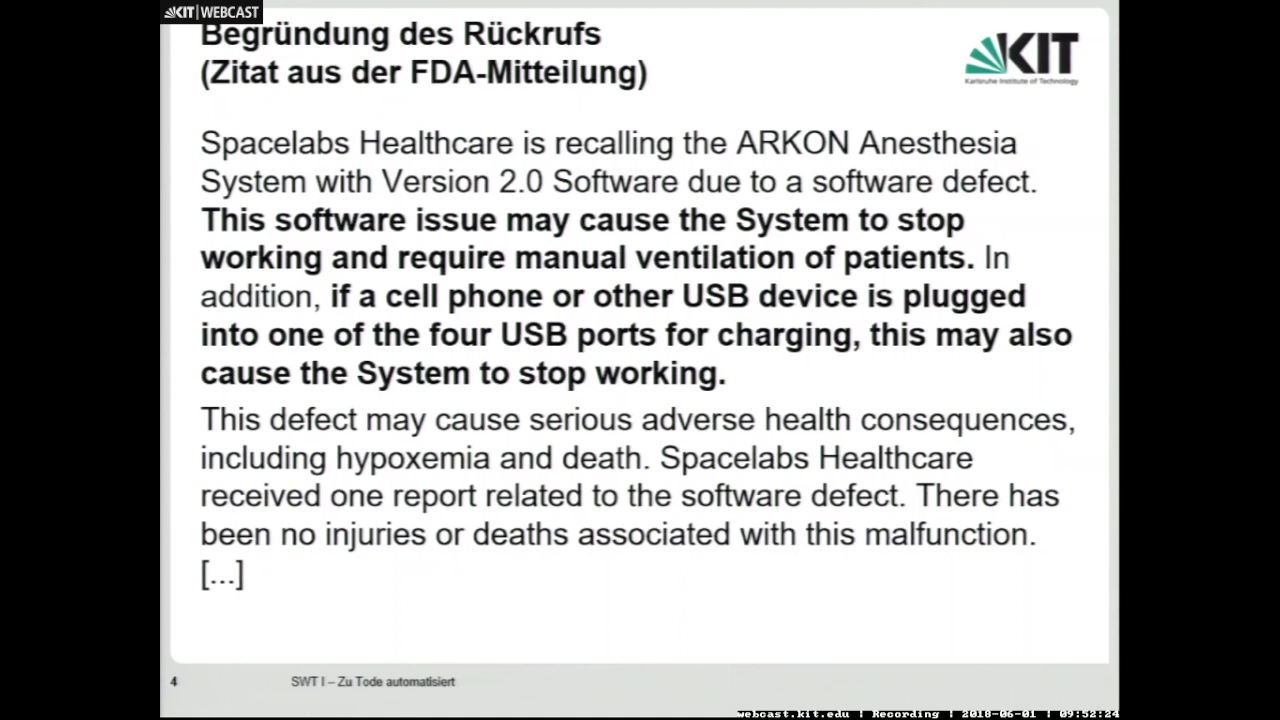 KIT | WEBCAST
Begründung des Rückrufs
(Zitat aus der FDA-Mitteilung)
KIT
Karlsruhe Institute of Technology
Spacelabs Healthcare is recalling the ARKON Anesthesia
System with Version 2.0 Software due to a software defect.
This software issue may cause the System to stop
working and require manual ventilation of patients. In
addition, if a cell phone or other USB device is plugged
into one of the four USB ports for charging, this may also
cause the System to stop working.
This defect may cause serious adverse health consequences,
including hypoxemia and death. Spacelabs Healthcare
received one report related to the software defect. There has
been no injuries or deaths associated with this malfunction.
[...]
4
SWT I – Zu Tode automatisiert
webcast.kit.edu | Recording | 2018-06-01 | 09:52:24